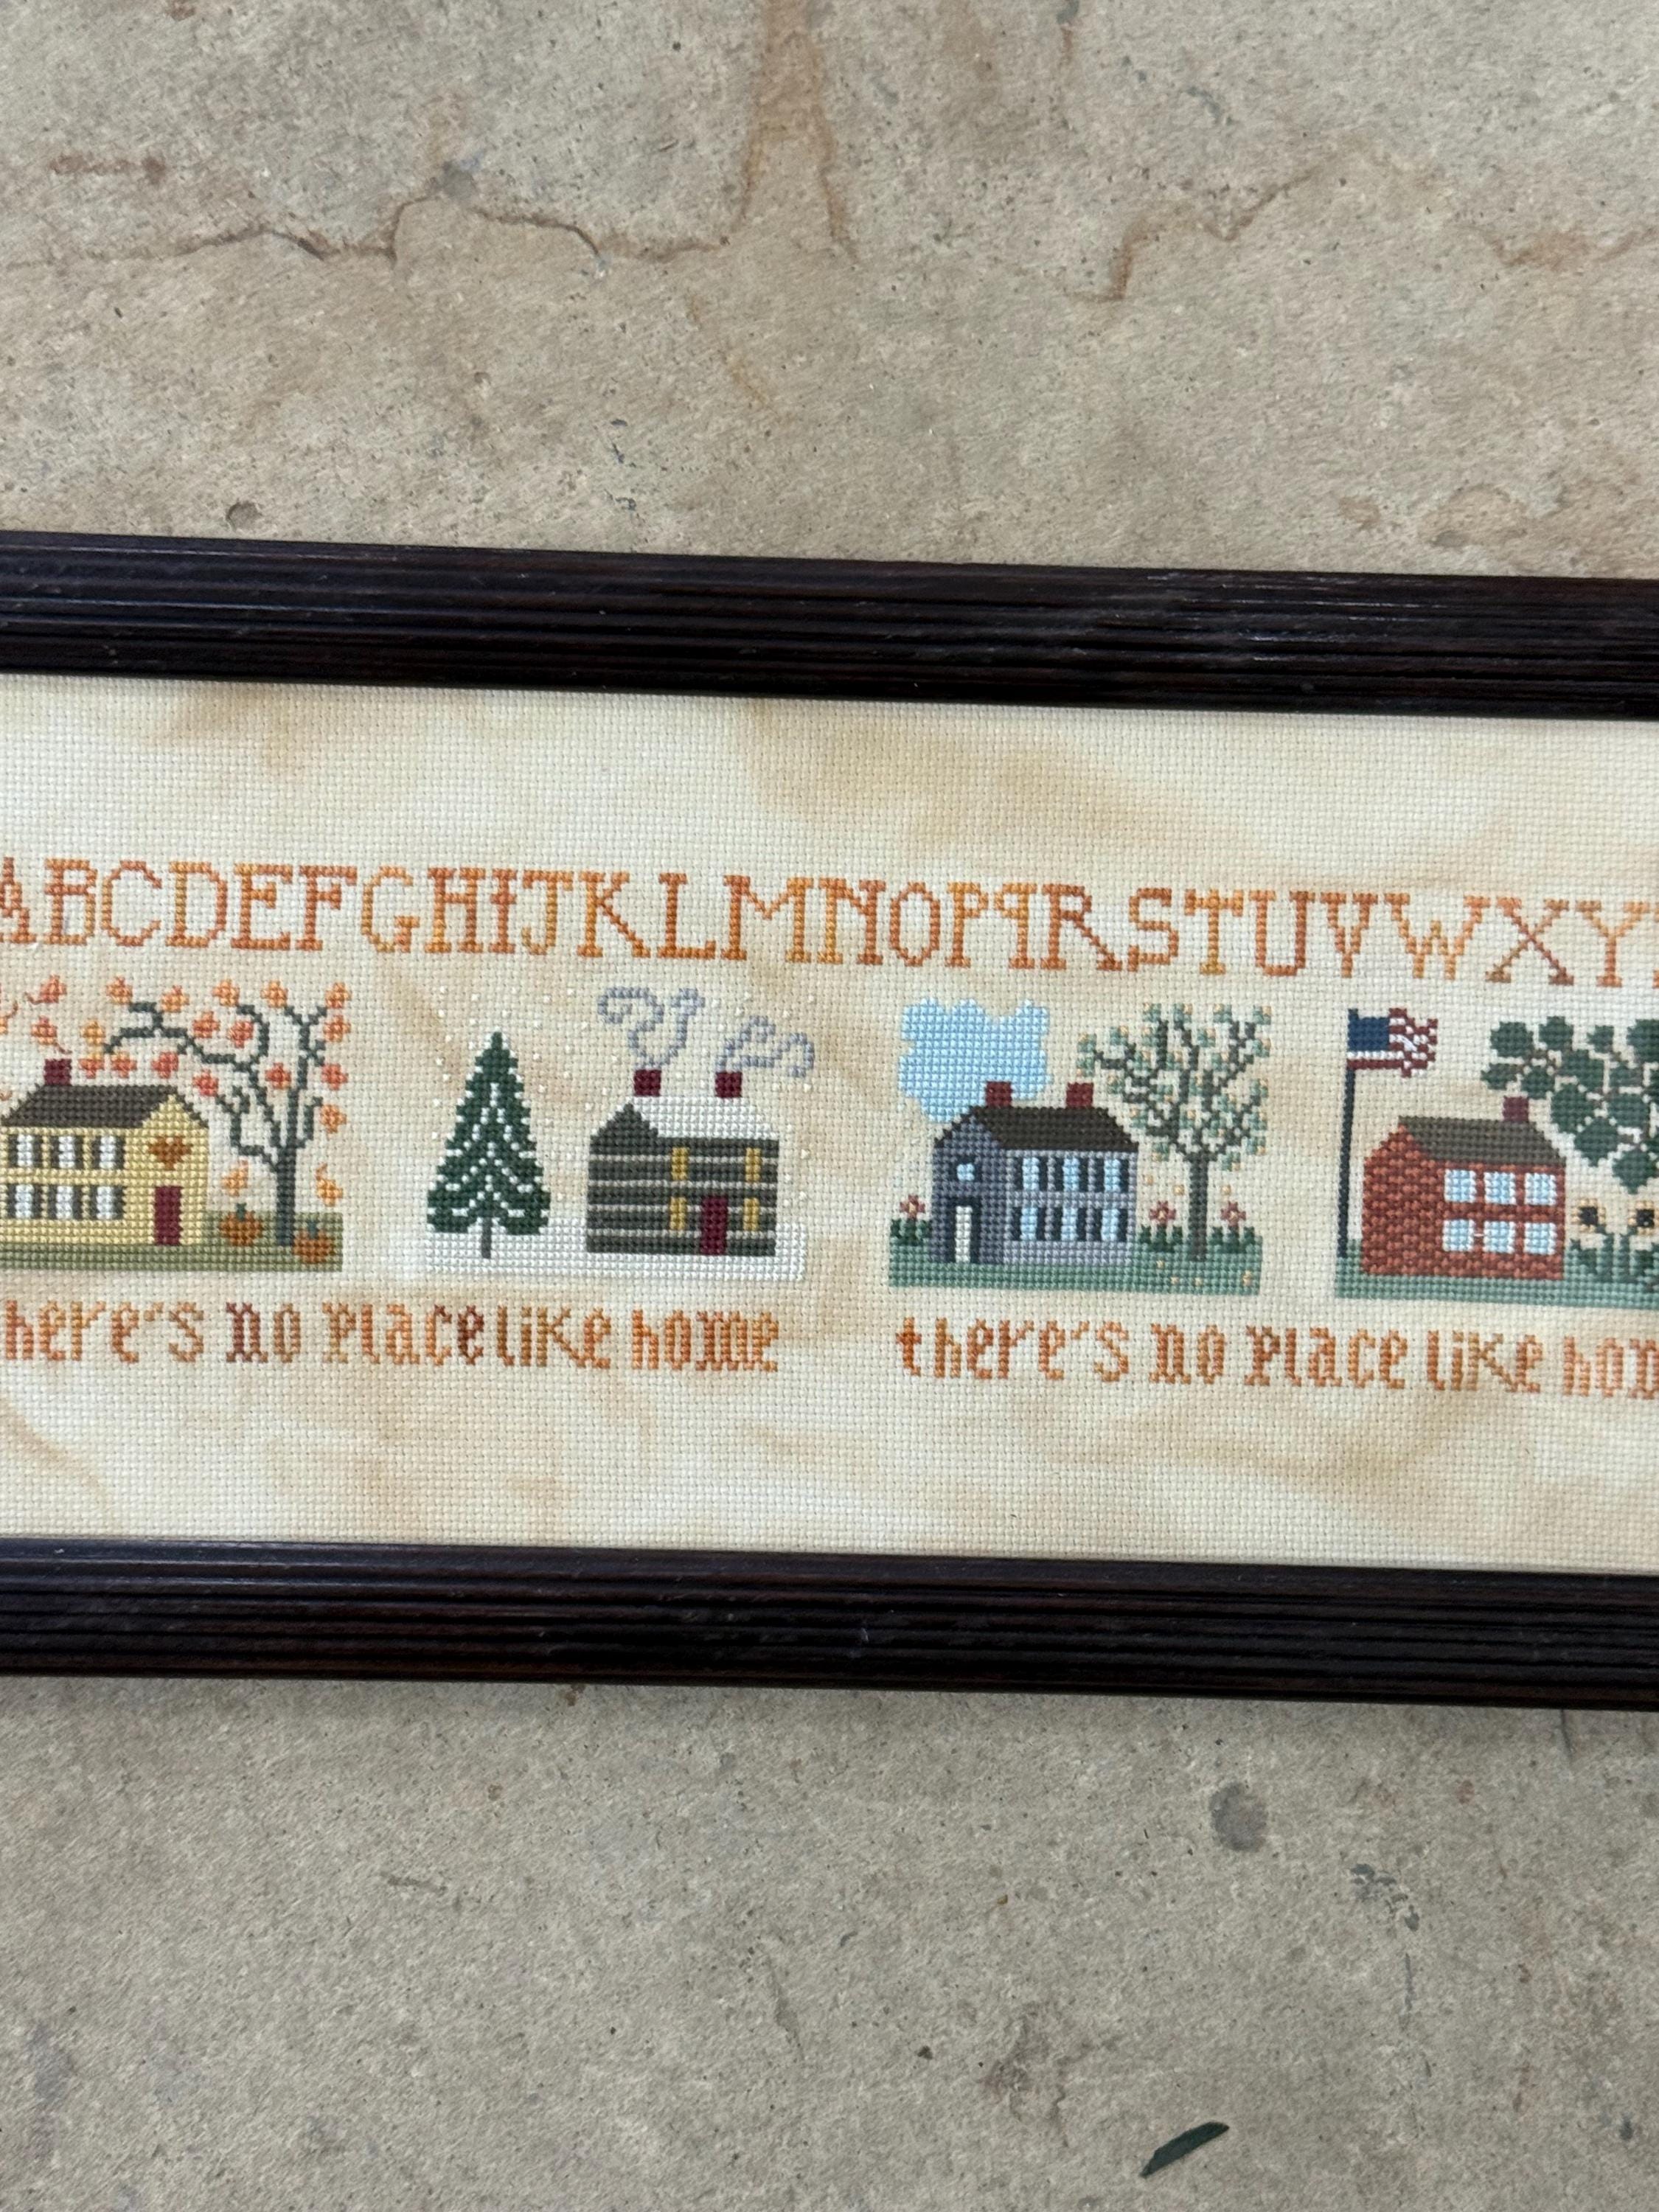 ABCDEFGHIJKLMNOPqRSTUVWXY
here's no place like home there's no place like hom